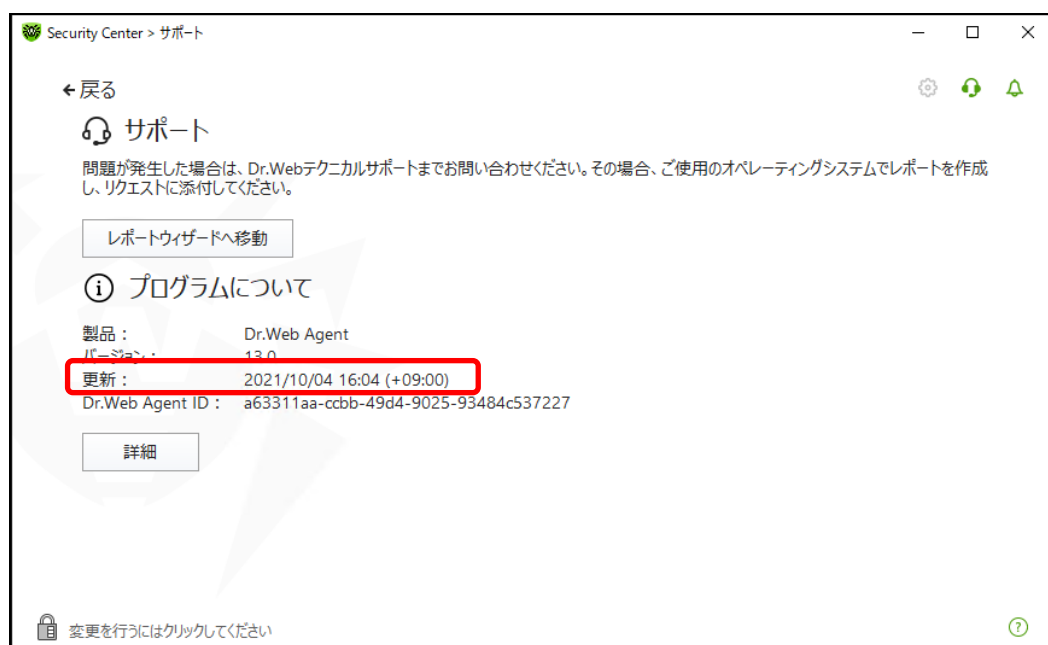 Security Center > サポート
戻る
サポート
問題が発生した場合は、Dr.Webテクニカルサポートまでお問い合わせください。その場合、ご使用のオペレーティングシステムでレポートを作成
し、リクエストに添付してください。
レポートウィザードへ移動
プログラムについて
製品： Dr.Web Agent
バージョン： 13.0
更新： 2021/10/04 16:04 (+09:00)
Dr.Web Agent ID： a63311aa-ccbb-49d4-9025-93484c537227
詳細
変更を行うにはクリックしてください